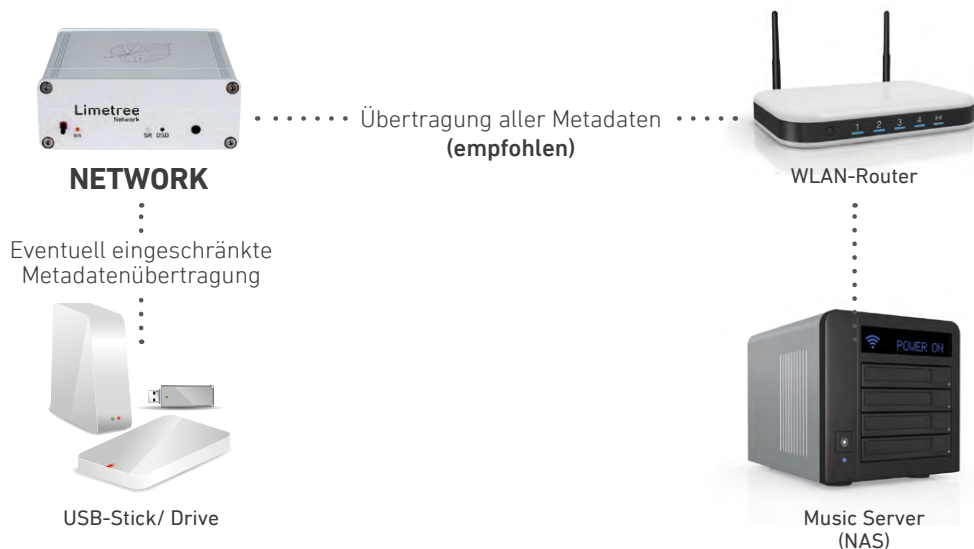 Limetree
Network
on
SR DSD
NETWORK
Übertragung aller Metadaten
(empfohlen)
1 2 3 4
WLAN-Router
Eventuell eingeschränkte
Metadatenübertragung
USB-Stick/ Drive
POWER ON
Music Server
(NAS)